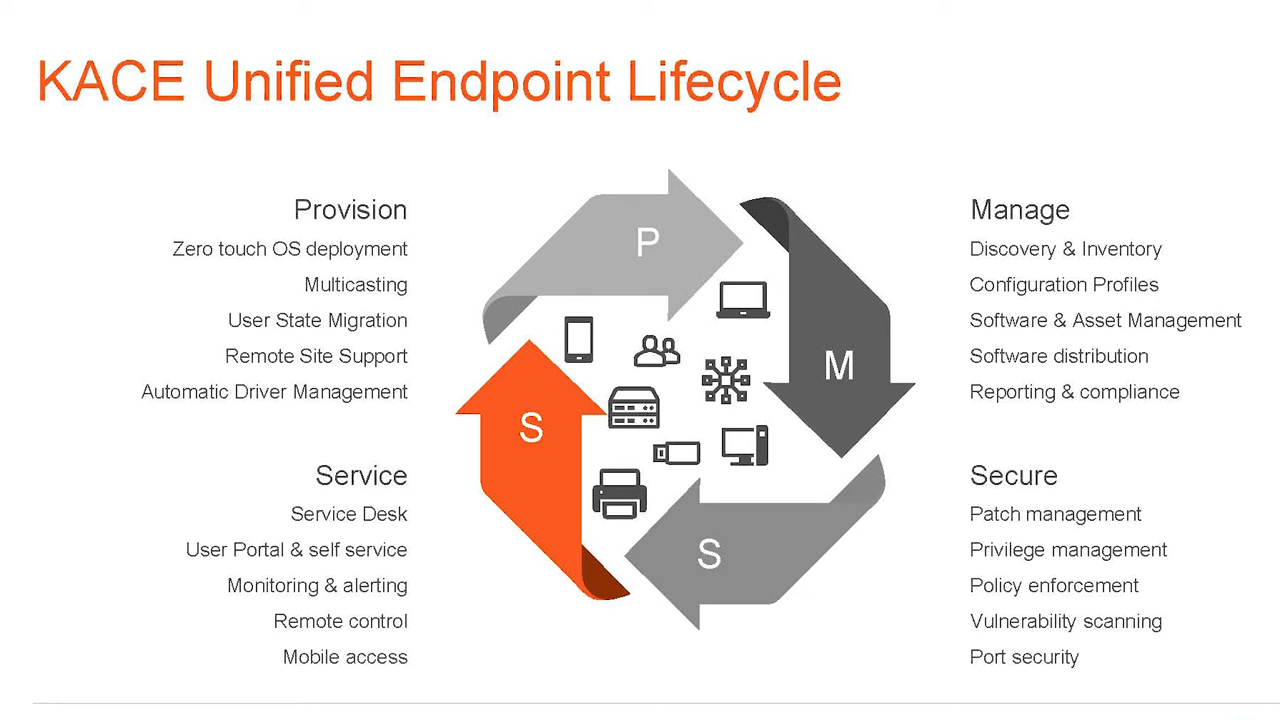 KACE Unified Endpoint Lifecycle
Provision
Zero touch OS deployment
Multicasting
User State Migration
Remote Site Support
Automatic Driver Management
Manage
Discovery & Inventory
Configuration Profiles
Software & Asset Management
Software distribution
Reporting & compliance
P
M
S
S
Service
Service Desk
User Portal & self service
Monitoring & alerting
Remote control
Mobile access
Secure
Patch management
Privilege management
Policy enforcement
Vulnerability scanning
Port security